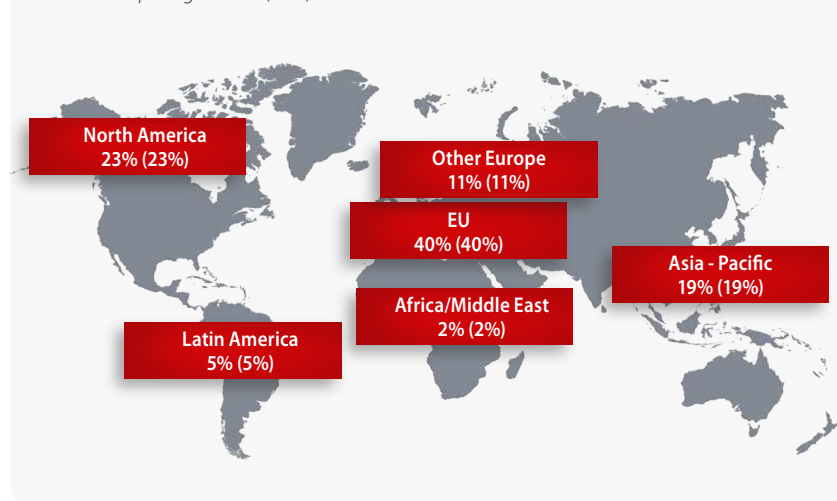 North America
23% (23%)
Other Europe
11% (11%)
EU
40% (40%)
Asia - Pacific
19% (19%)
Africa/Middle East
2% (2%)
Latin America
5% (5%)